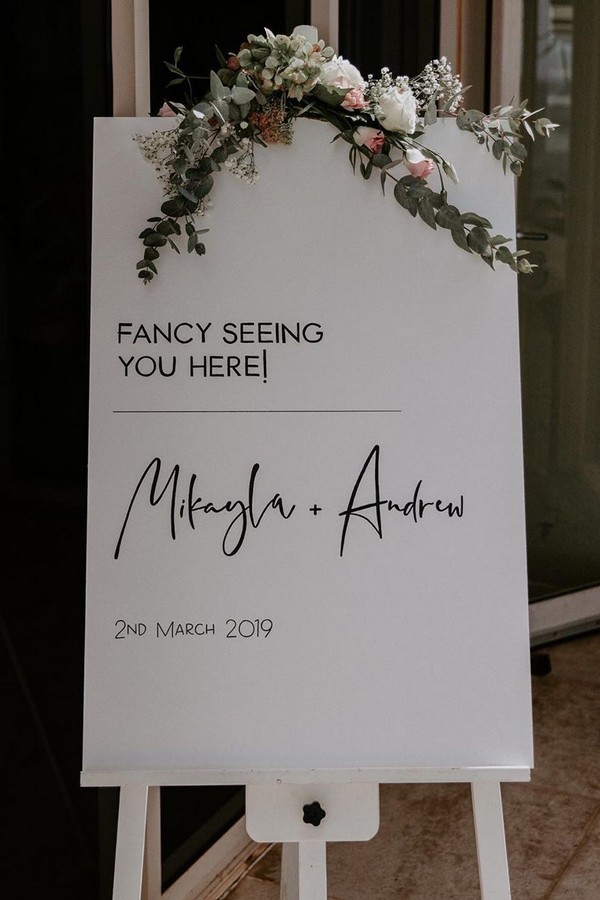 FANCY SEEING
YOU HERE!
Mikayla + Andrew
2ND MARCH 2019